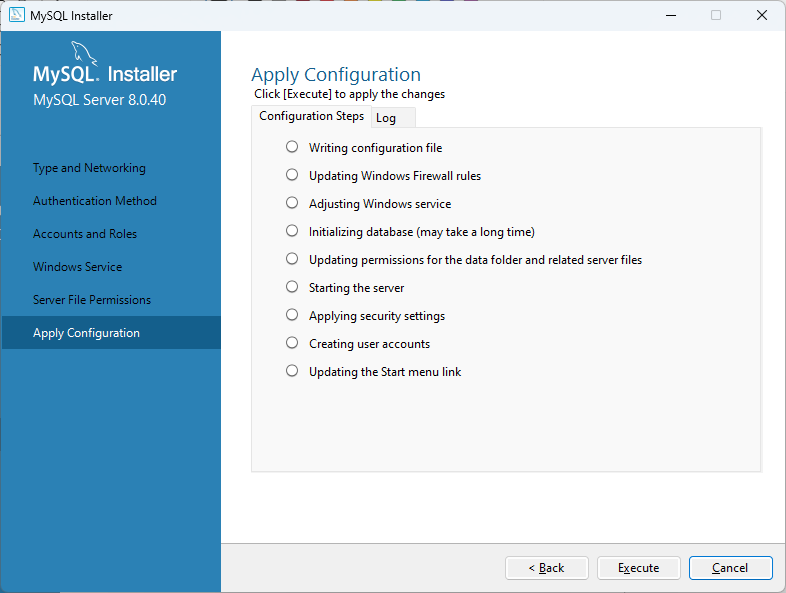 MySQL Installer
MySQL. Installer
MySQL Server 8.0.40
Type and Networking
Authentication Method
Accounts and Roles
Windows Service
Server File Permissions
Apply Configuration
Apply Configuration
Click [Execute] to apply the changes
Configuration Steps Log
Writing configuration file
Updating Windows Firewall rules
Adjusting Windows service
Initializing database (may take a long time)
Updating permissions for the data folder and related server files
Starting the server
Applying security settings
Creating user accounts
Updating the Start menu link
< Back Execute Cancel